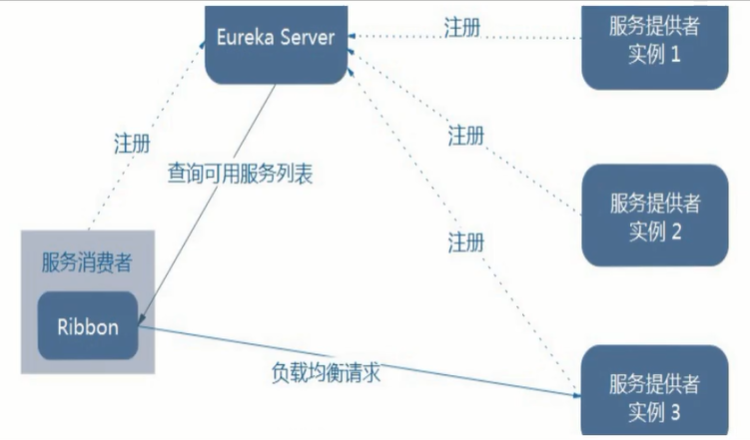 Eureka Server
注册
服务提供者
实例 1
注册
注册
查询可用服务列表
服务提供者
实例 2
注册
服务消费者
Ribbon
负载均衡请求
服务提供者
实例 3